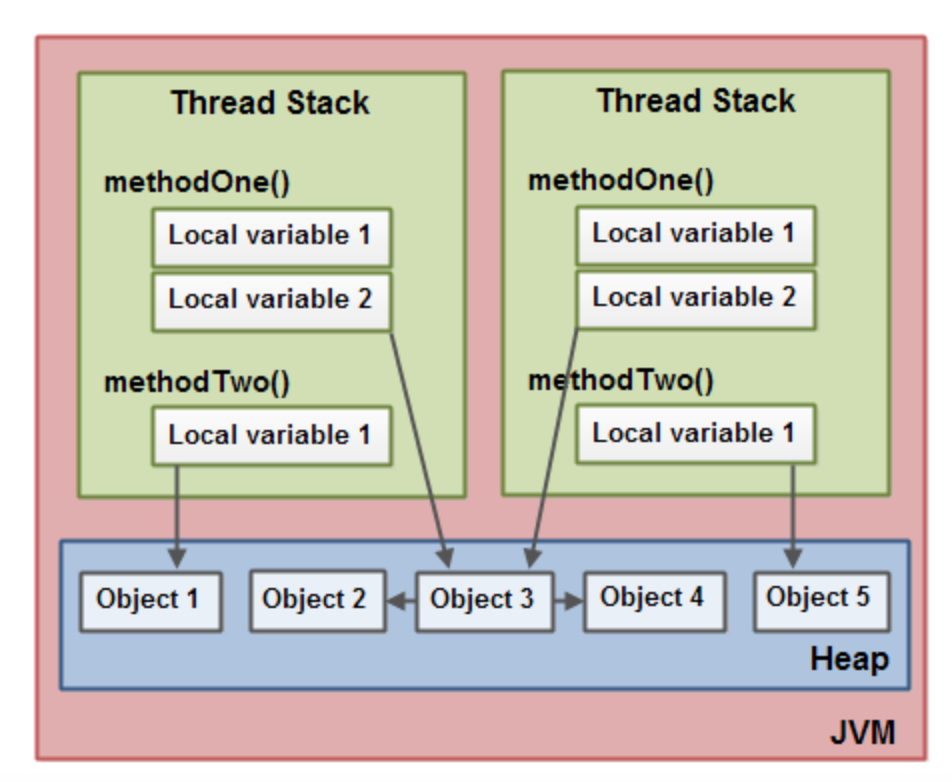 Thread Stack
methodOne()
Local variable 1
Local variable 2
methodTwo()
Local variable 1
Thread Stack
methodOne()
Local variable 1
Local variable 2
methodTwo()
Local variable 1
Object 1
Object 2
Object 3
Object 4
Object 5
Heap
JVM